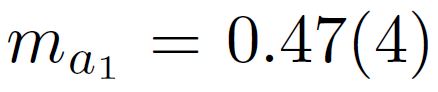 m_{a_1} = 0.47(4)